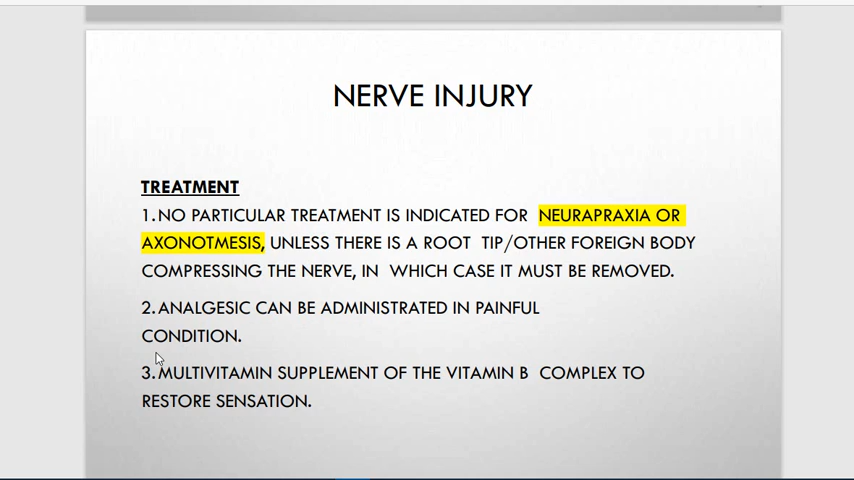 NERVE INJURY
TREATMENT
1. NO PARTICULAR TREATMENT IS INDICATED FOR NEURAPRAXIA OR
AXONOTMESIS, UNLESS THERE IS A ROOT TIP/OTHER FOREIGN BODY
COMPRESSING THE NERVE, IN WHICH CASE IT MUST BE REMOVED.
2. ANALGESIC CAN BE ADMINISTRATED IN PAINFUL
CONDITION.
3. MULTIVITAMIN SUPPLEMENT OF THE VITAMIN B COMPLEX TO
RESTORE SENSATION.